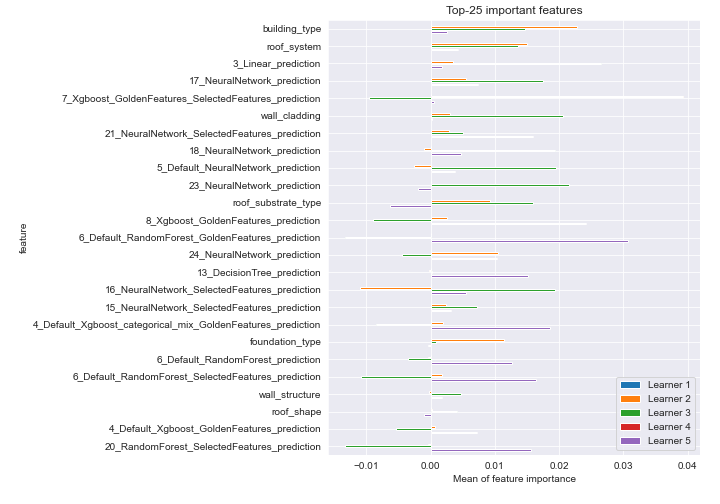 Top-25 important features
building_type
roof_system
3_Linear_prediction
17_NeuralNetwork_prediction
7_Xgboost_GoldenFeatures_SelectedFeatures_prediction
wall_cladding
21_NeuralNetwork_SelectedFeatures_prediction
18_NeuralNetwork_prediction
5_Default_NeuralNetwork_prediction
23_NeuralNetwork_prediction
roof_substrate_type
8_Xgboost_GoldenFeatures_prediction
6_Default_RandomForest_GoldenFeatures_prediction
24_NeuralNetwork_prediction
13_DecisionTree_prediction
16_NeuralNetwork_SelectedFeatures_prediction
15_NeuralNetwork_SelectedFeatures_prediction
4_Default_Xgboost_categorical_mix_GoldenFeatures_prediction
foundation_type
6_Default_RandomForest_prediction
6_Default_RandomForest_SelectedFeatures_prediction
wall_structure
roof_shape
4_Default_Xgboost_GoldenFeatures_prediction
20_RandomForest_SelectedFeatures_prediction
feature
Learner 1
Learner 2
Learner 3
Learner 4
Learner 5
−0.01 0.00 0.01 0.02 0.03 0.04
Mean of feature importance